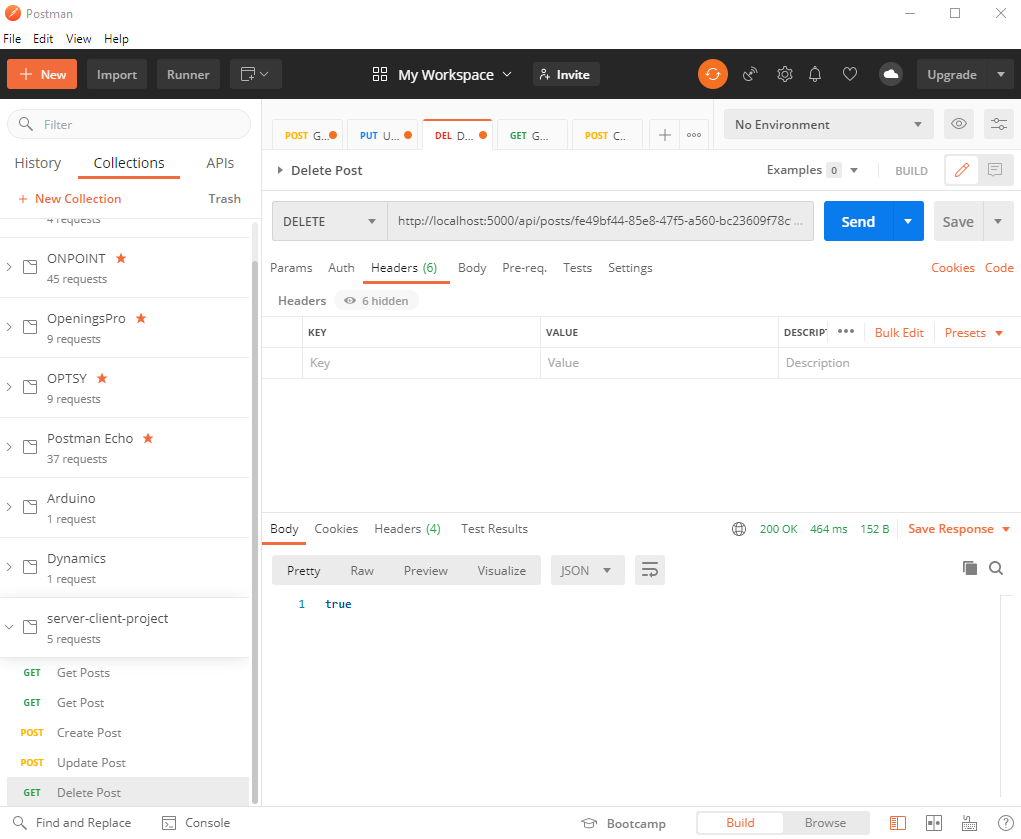 Postman
File Edit View Help
New Import Runner My Workspace Invite Upgrade
Filter
History Collections APIs
New Collection Trash
4 requests
ONPOINT
45 requests
OpeningsPro
9 requests
OPTSY
9 requests
Postman Echo
37 requests
Arduino
1 request
Dynamics
1 request
server-client-project
5 requests
GET Get Posts
GET Get Post
POST Create Post
POST Update Post
GET Delete Post
POST G... PUT U... DEL D... GET G... POST C... No Environment
Delete Post Examples 0 BUILD
DELETE http://localhost:5000/api/posts/fe49bf44-85e8-47f5-a560-bc23609f78c ... Send Save
Params Auth Headers (6) Body Pre-req. Tests Settings Cookies Code
Headers 6 hidden
KEY VALUE DESCRIPT ••• Bulk Edit Presets
Key Value Description
Body Cookies Headers (4) Test Results 200 OK 464 ms 152 B Save Response
Pretty Raw Preview Visualize JSON
1 true
Find and Replace Console Bootcamp Build Browse